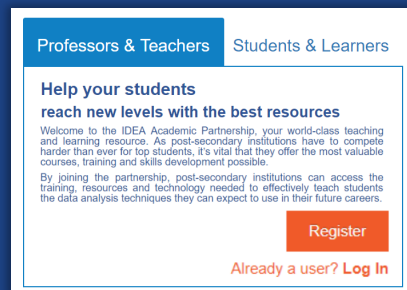 Professors & Teachers Students & Learners
Help your students
reach new levels with the best resources
Welcome to the IDEA Academic Partnership, your world-class teaching
and learning resource. As post-secondary institutions have to compete
harder than ever for top students, it's vital that they offer the most valuable
courses, training and skills development possible.
By joining the partnership, post-secondary institutions can access the
training, resources and technology needed to effectively teach students
the data analysis techniques they can expect to use in their future careers.
Register
Already a user? Log In